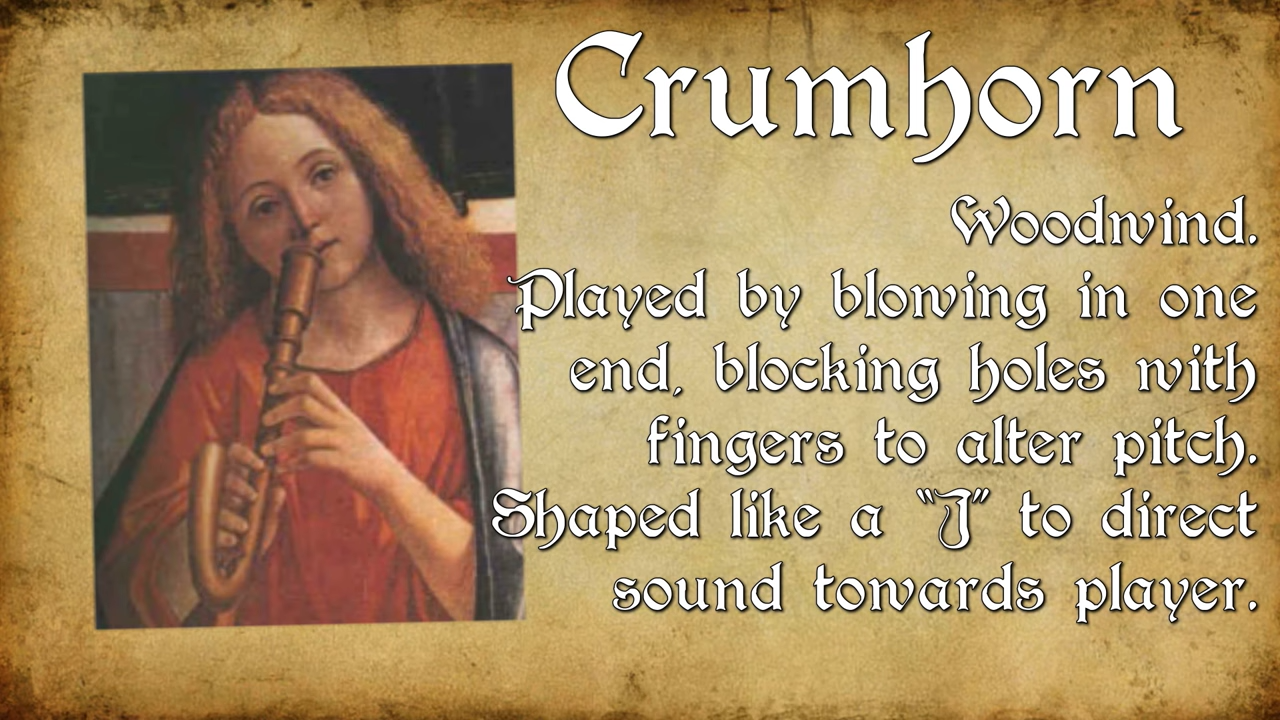 Crumhorn
Woodwind.
Played by blowing in one
end, blocking holes with
fingers to alter pitch.
Shaped like a "J" to direct
sound towards player.